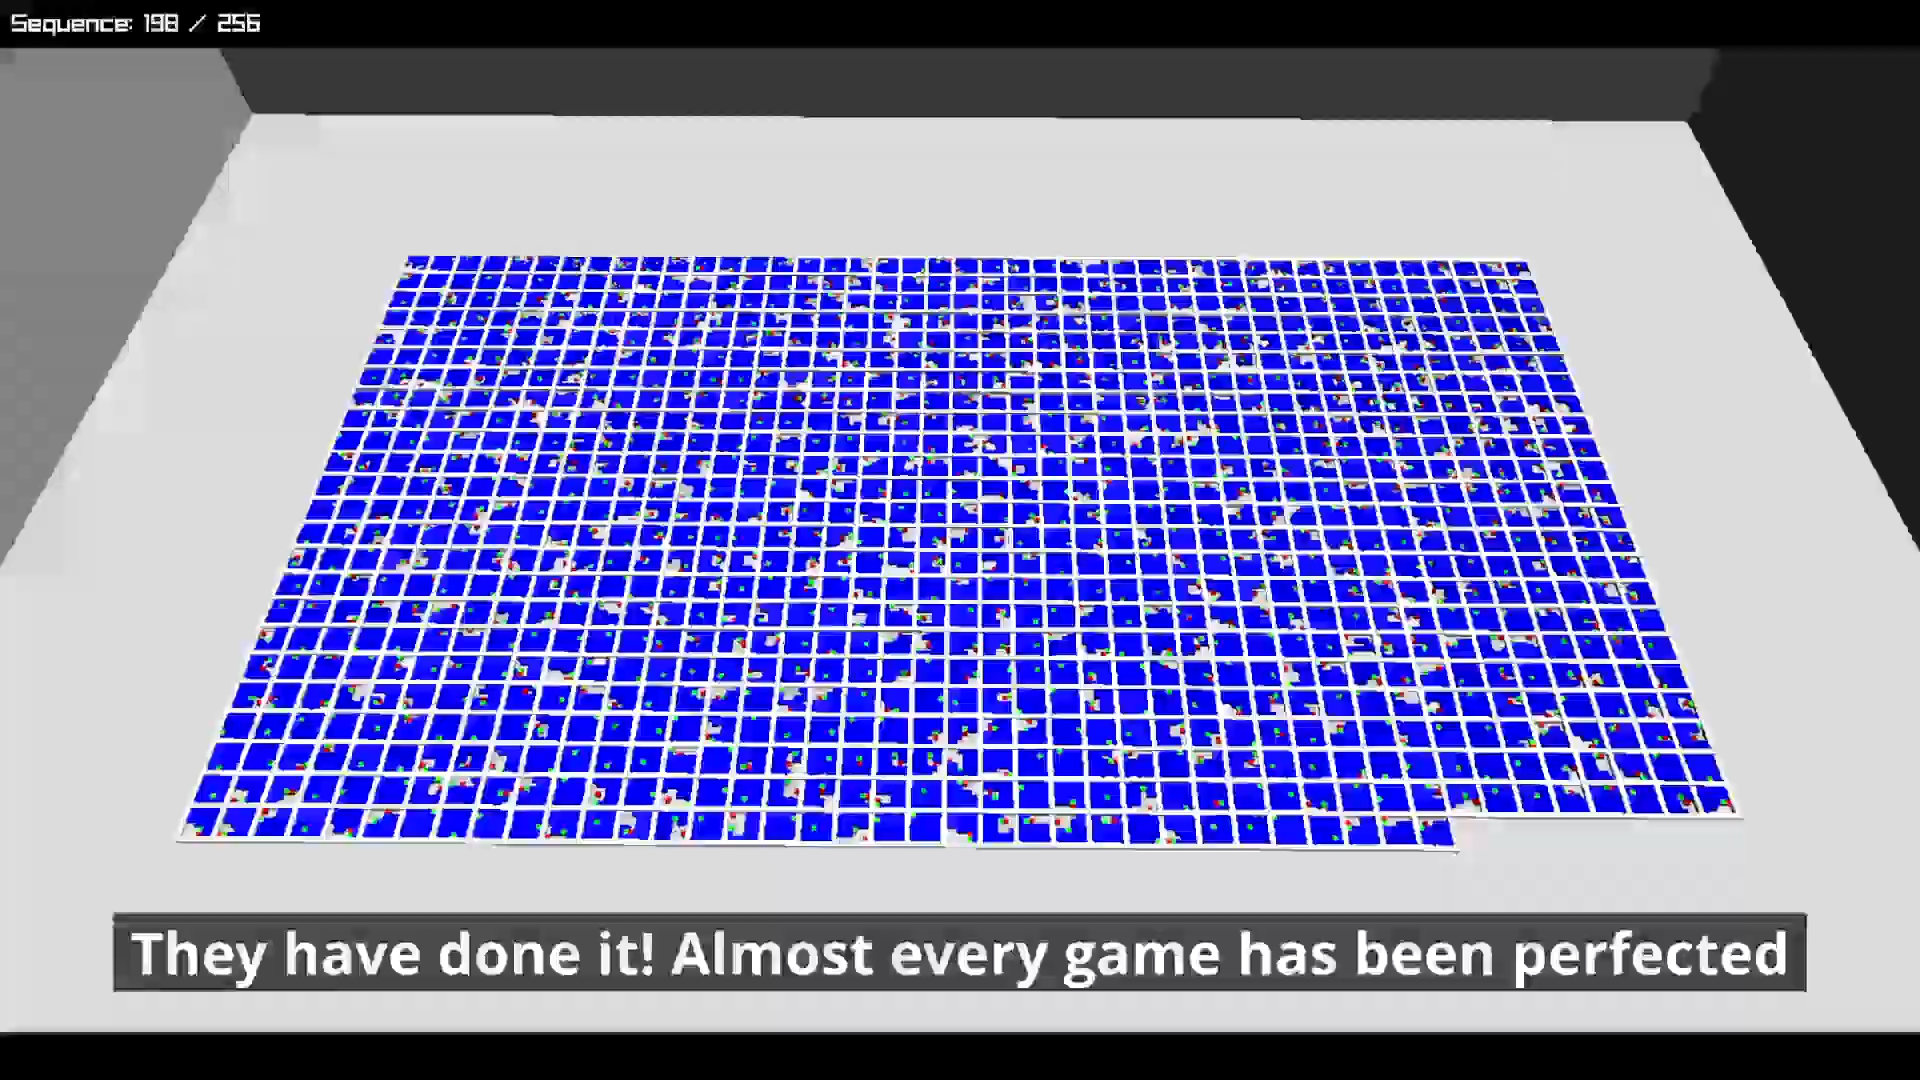 Sequence: 198 / 256
They have done it! Almost every game has been perfected